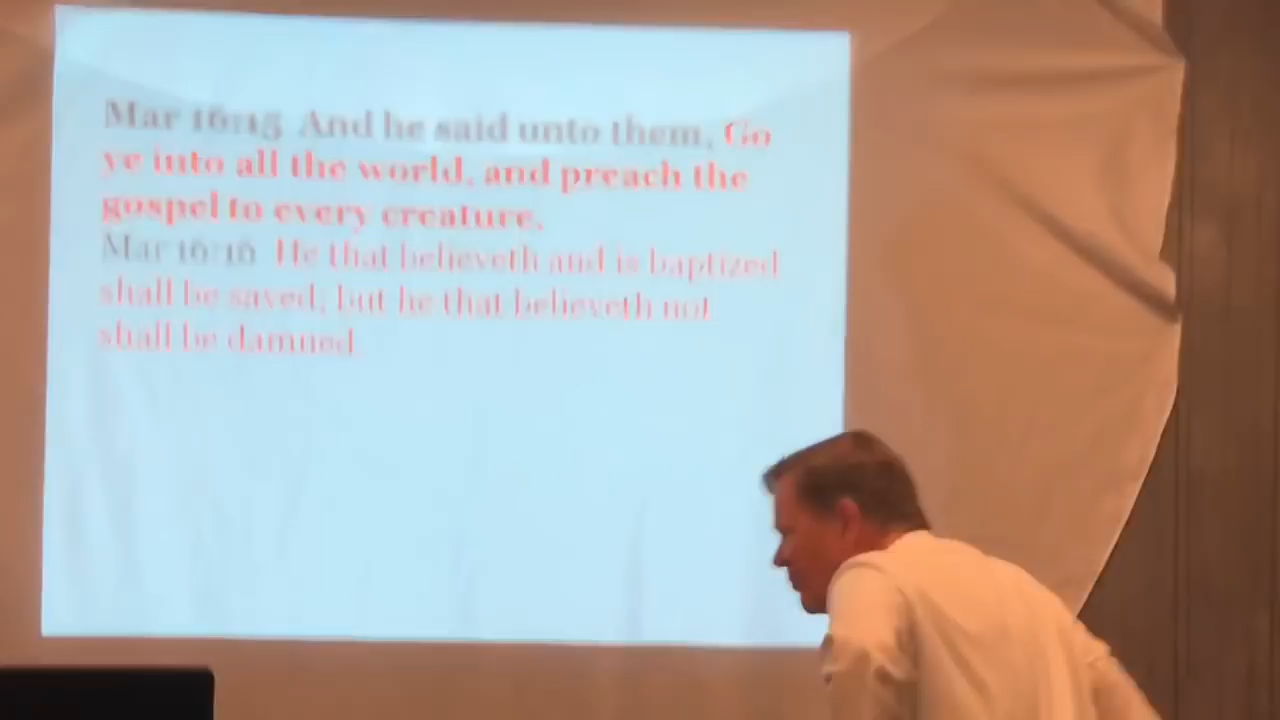 Mar 16:15 And he said unto them, Go
ye into all the world, and preach the
gospel to every creature.
Mar 16:16 He that believeth and is baptized
shall be saved; but he that believeth not
shall be damned